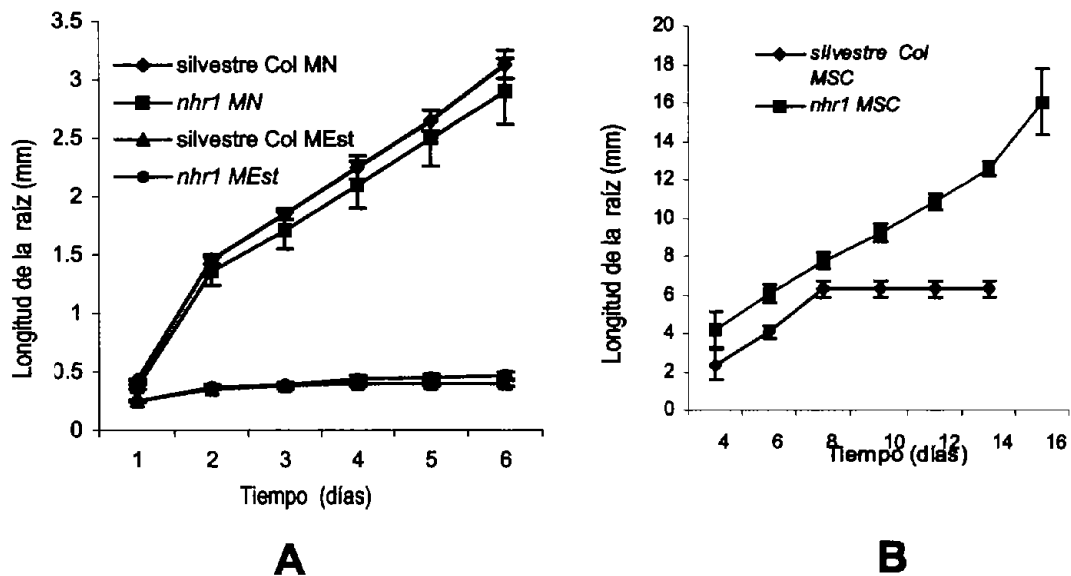 3.5
3
2.5
2
1.5
1
0.5
0
Longitud de la raíz (mm)
silvestre Col MN
nhr1 MN
silvestre Col MEst
nhr1 MEst
1 2 3 4 5 6
Tiempo (días)
A
20
18
16
14
12
10
8
6
4
2
0
Longitud de la raíz (mm)
silvestre Col
MSC
nhr1 MSC
4 6 8 10 12 14 16
Tiempo (días)
B